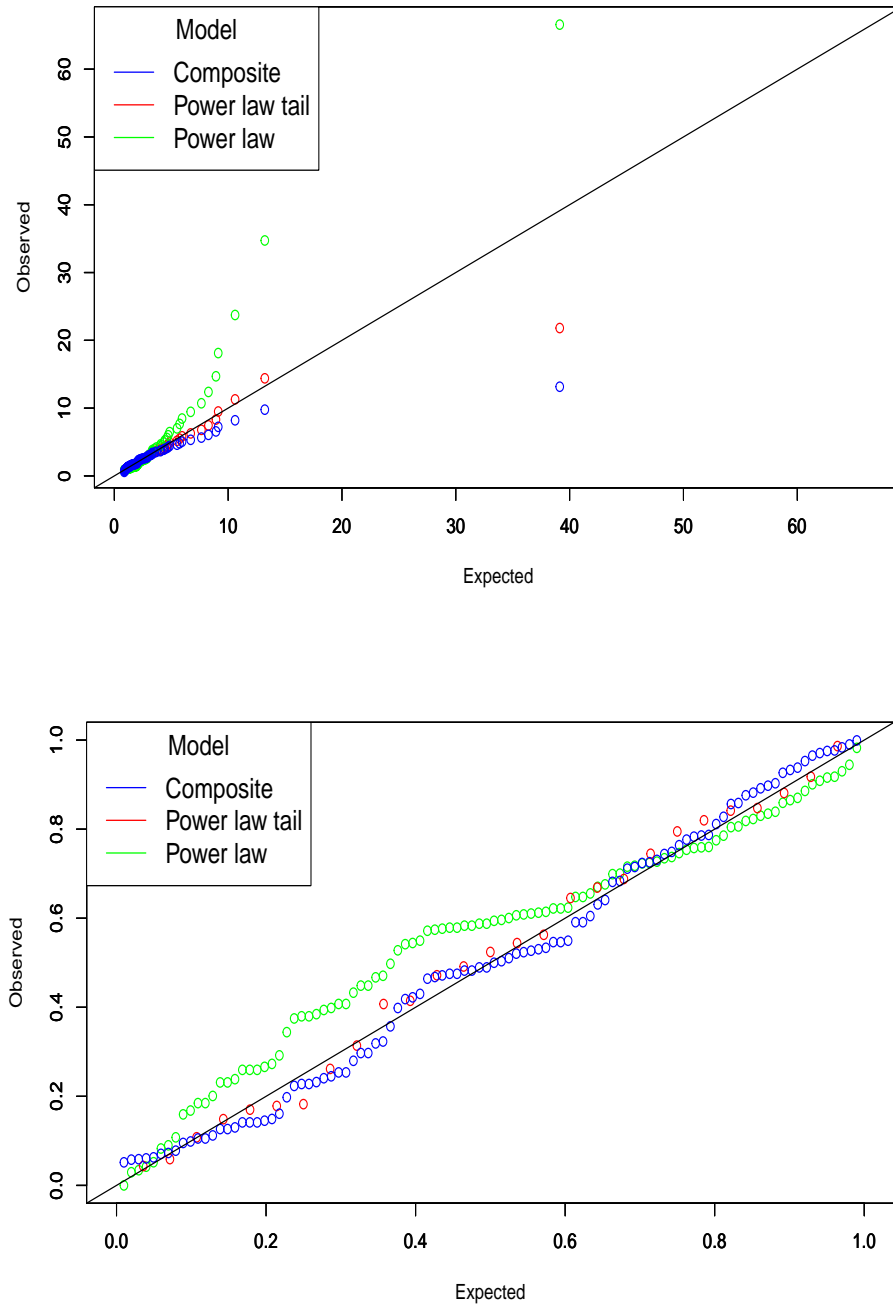 Model
Composite
Power law tail
Power law
Observed
60
50
40
30
20
10
0
0 10 20 30 40 50 60
Expected
Model
Composite
Power law tail
Power law
Observed
1.0
0.8
0.6
0.4
0.2
0.0
0.0 0.2 0.4 0.6 0.8 1.0
Expected